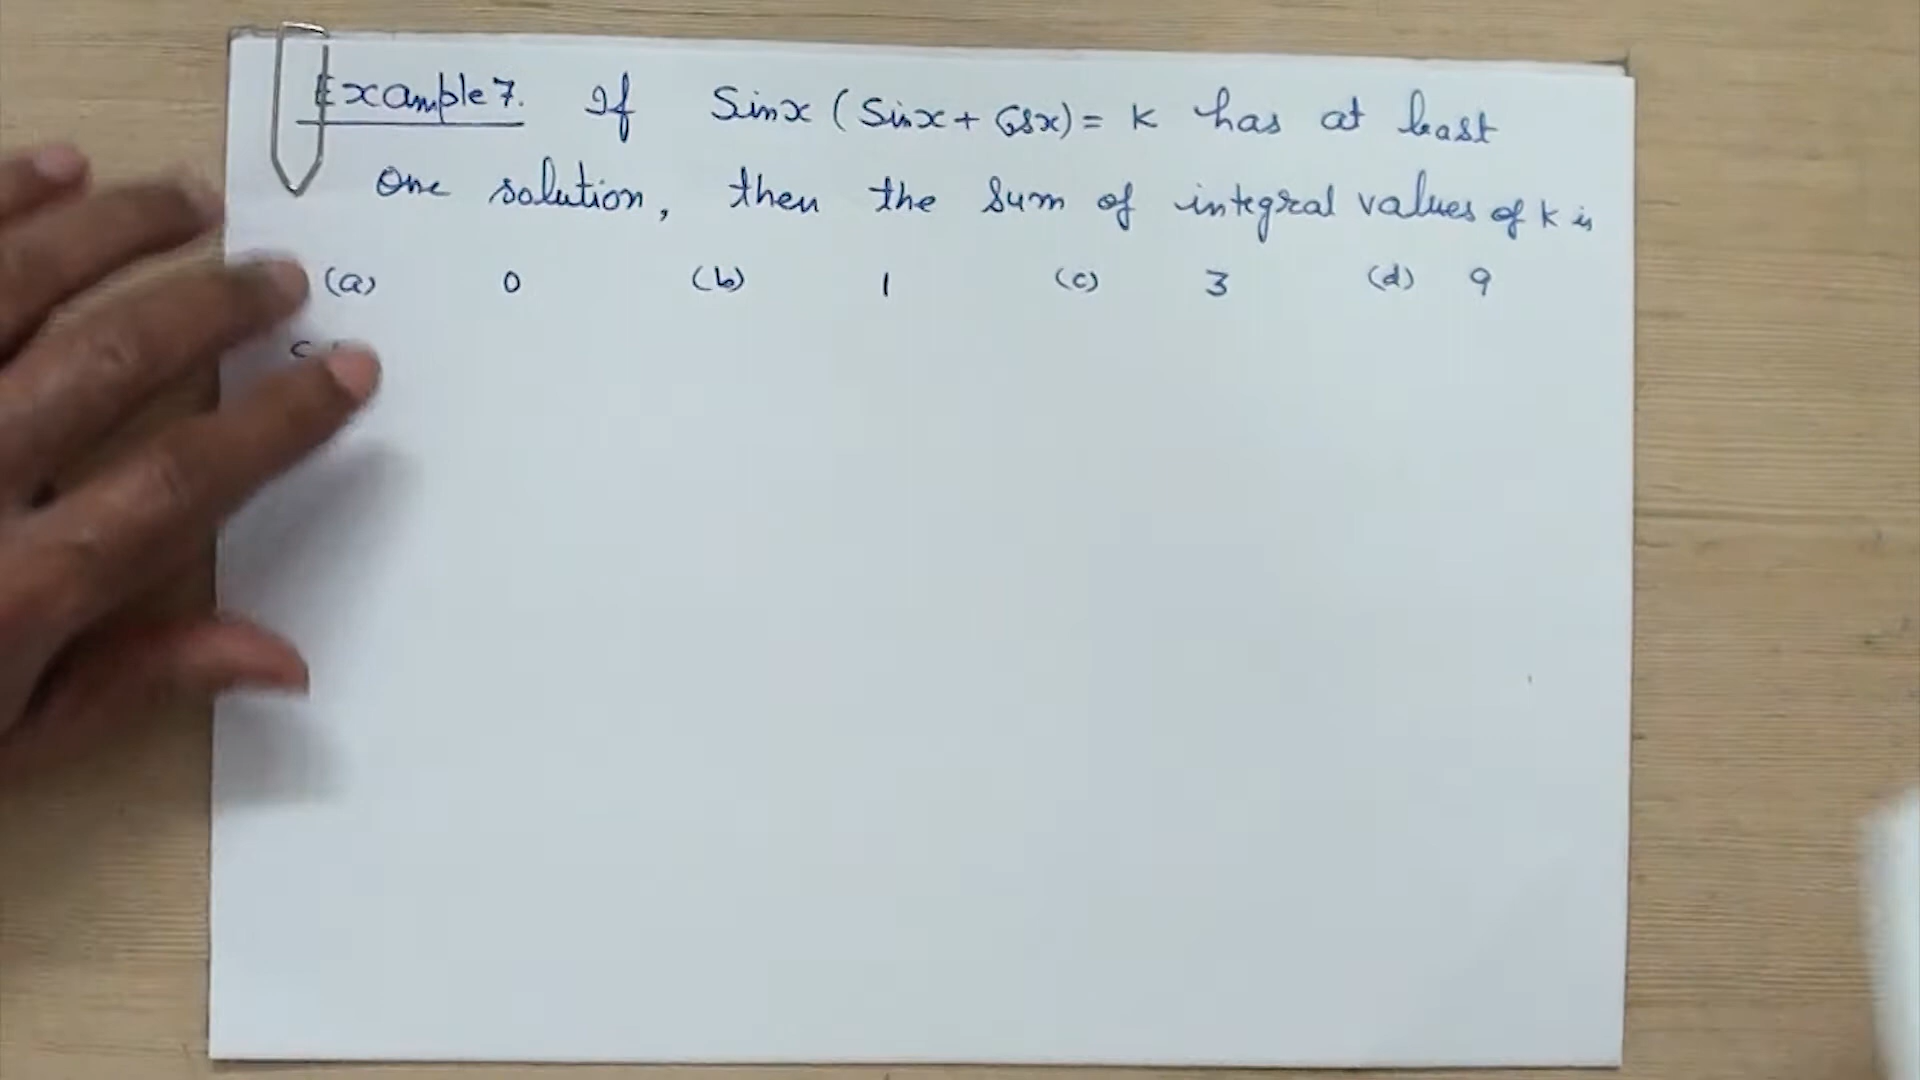 Example 7. If Sinx (Sinx + Cosx) = K has at least
One solution, then the Sum of integral values of K is
(a) 0 (b) 1 (c) 3 (d) 9